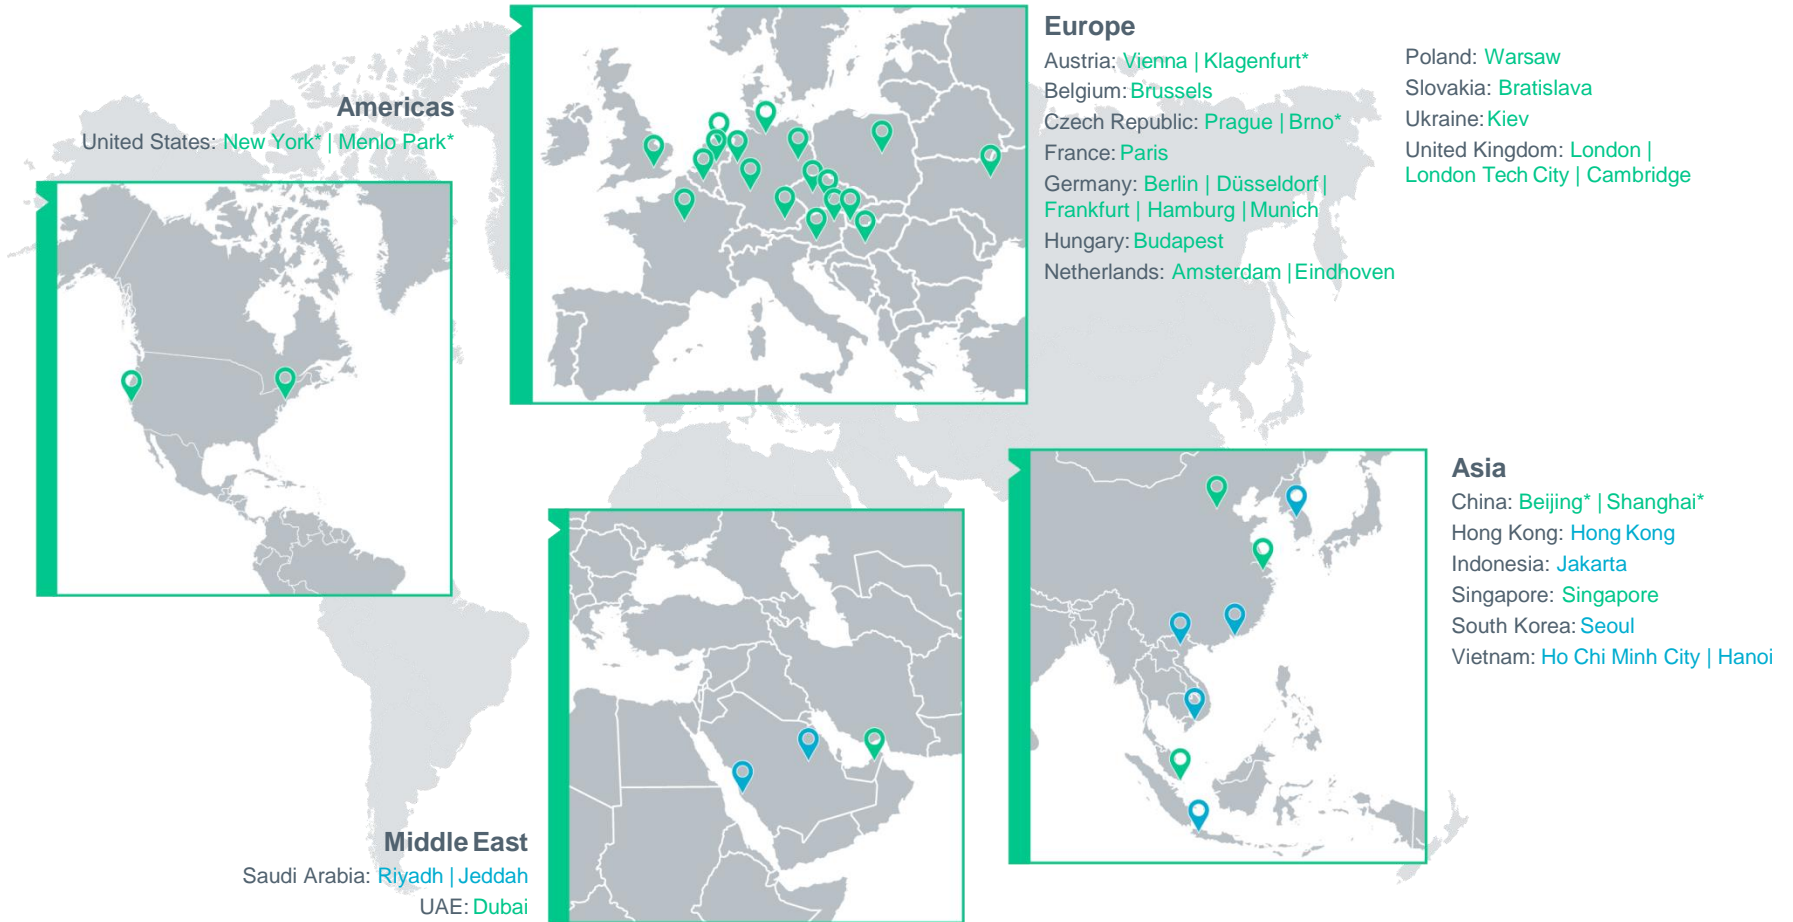 Americas
United States: New York* | Menlo Park*
Europe
Austria: Vienna | Klagenfurt*
Belgium: Brussels
Czech Republic: Prague | Brno*
France: Paris
Germany: Berlin | Düsseldorf |
Frankfurt | Hamburg | Munich
Hungary: Budapest
Netherlands: Amsterdam | Eindhoven
Poland: Warsaw
Slovakia: Bratislava
Ukraine: Kiev
United Kingdom: London |
London Tech City | Cambridge
Asia
China: Beijing* | Shanghai*
Hong Kong: Hong Kong
Indonesia: Jakarta
Singapore: Singapore
South Korea: Seoul
Vietnam: Ho Chi Minh City | Hanoi
Middle East
Saudi Arabia: Riyadh | Jeddah
UAE: Dubai